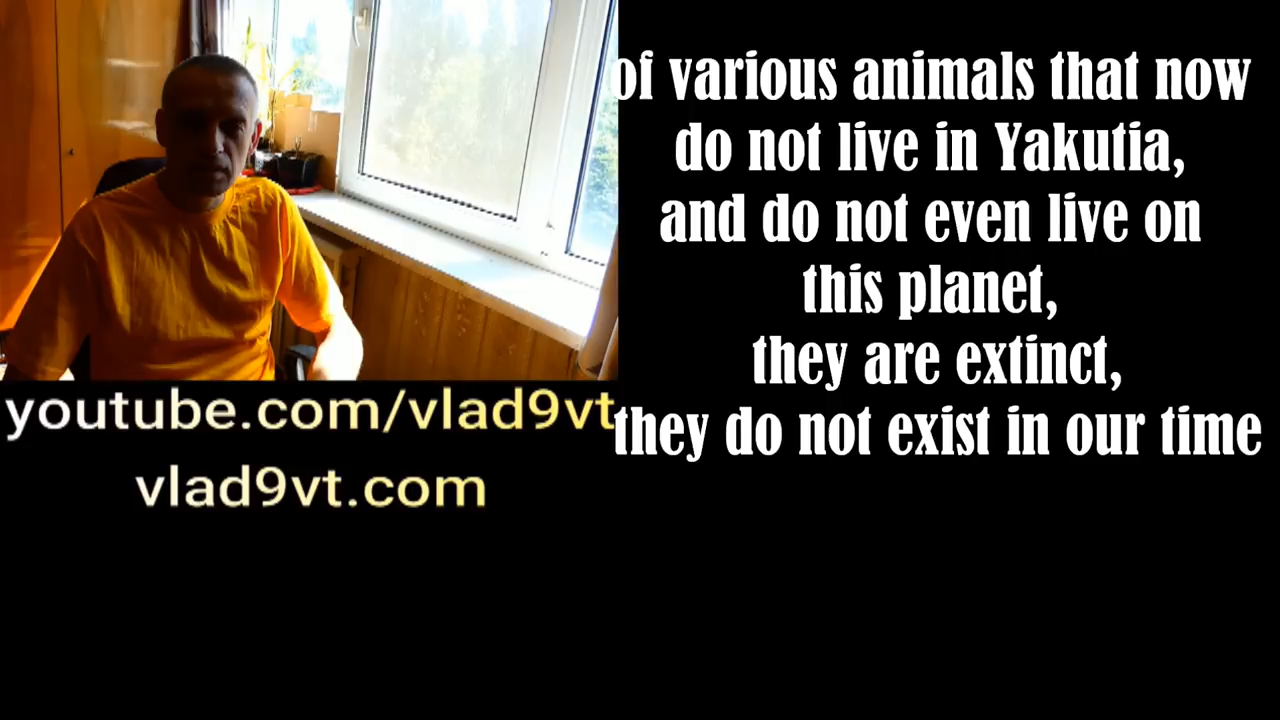 of various animals that now
do not live in Yakutia,
and do not even live on
this planet,
they are extinct,
they do not exist in our time
youtube.com/vlad9vt
vlad9vt.com